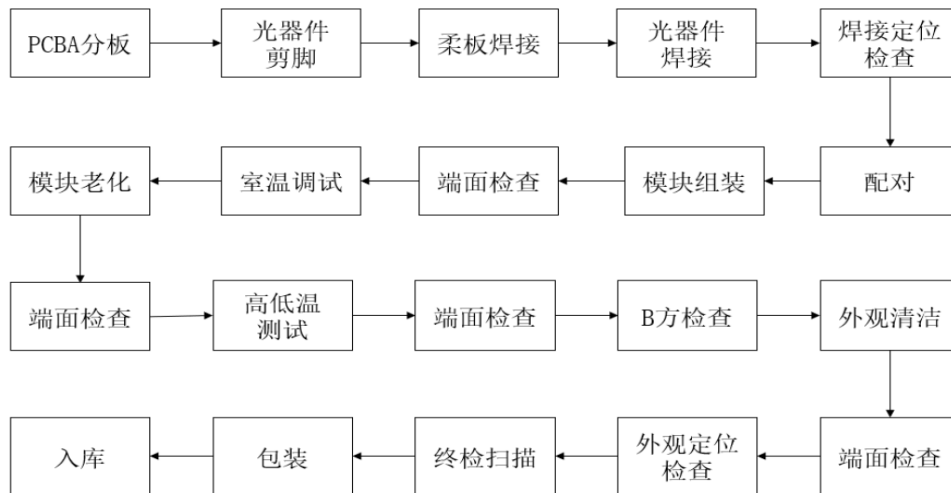 PCBA分板
光器件
剪脚
柔板焊接
光器件
焊接
焊接定位
检查
模块老化
室温调试
端面检查
模块组装
配对
端面检查
高低温
测试
端面检查
B方检查
外观清洁
入库
包装
终检扫描
外观定位
检查
端面检查